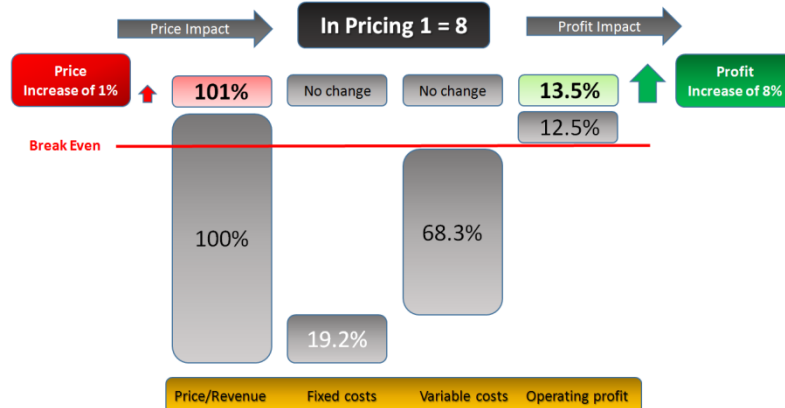 Price Impact
In Pricing 1 = 8
Profit Impact
Price
Increase of 1%
101%
No change
No change
13.5%
Profit
Increase of 8%
12.5%
Break Even
100%
68.3%
19.2%
Price/Revenue
Fixed costs
Variable costs
Operating profit